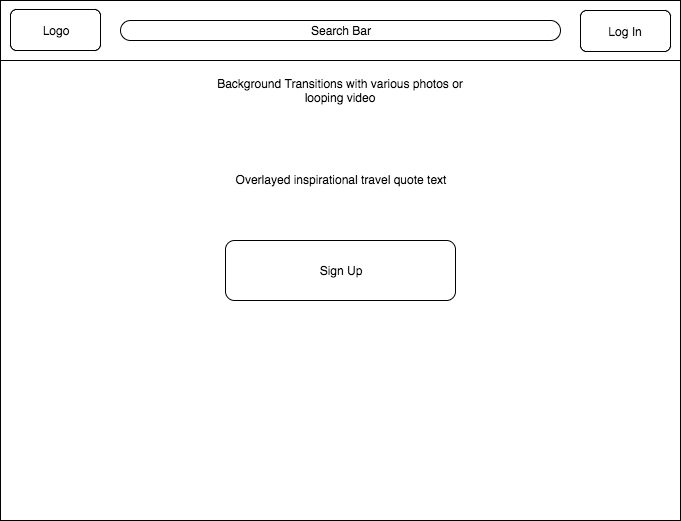 Logo
Search Bar
Log In
Background Transitions with various photos or
looping video
Overlayed inspirational travel quote text
Sign Up